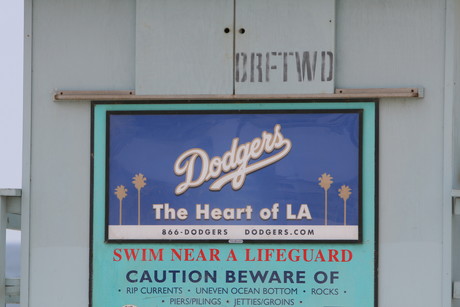 DRFTWD
Dodgers
The Heart of LA
866-DODGERS DODGERS.COM
SWIM NEAR A LIFEGUARD
CAUTION BEWARE OF
RIP CURRENTS • UNEVEN OCEAN BOTTOM • ROCKS •
• PIERS/PILINGS • JETTIES/GROINS